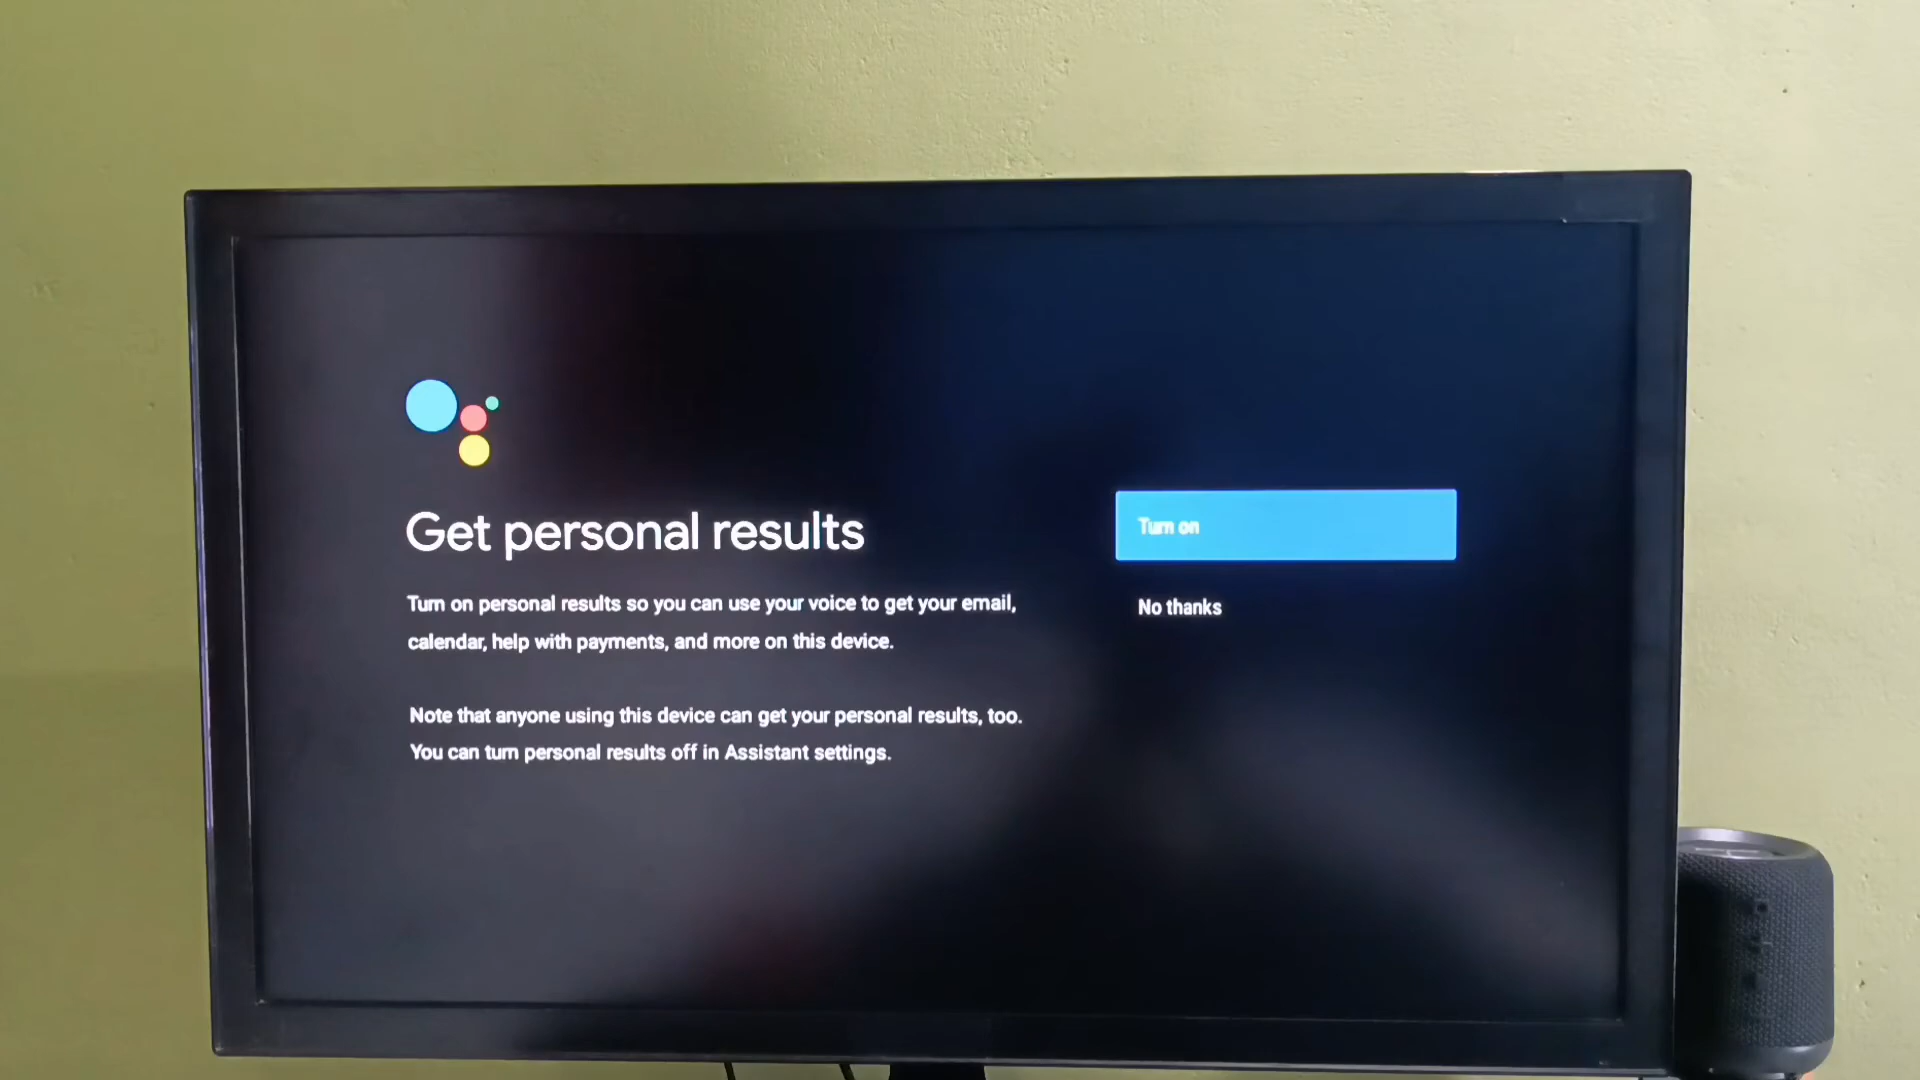 Get personal results
Turn on personal results so you can use your voice to get your email,
calendar, help with payments, and more on this device.
Note that anyone using this device can get your personal results, too.
You can turn personal results off in Assistant settings.
Turn on
No thanks